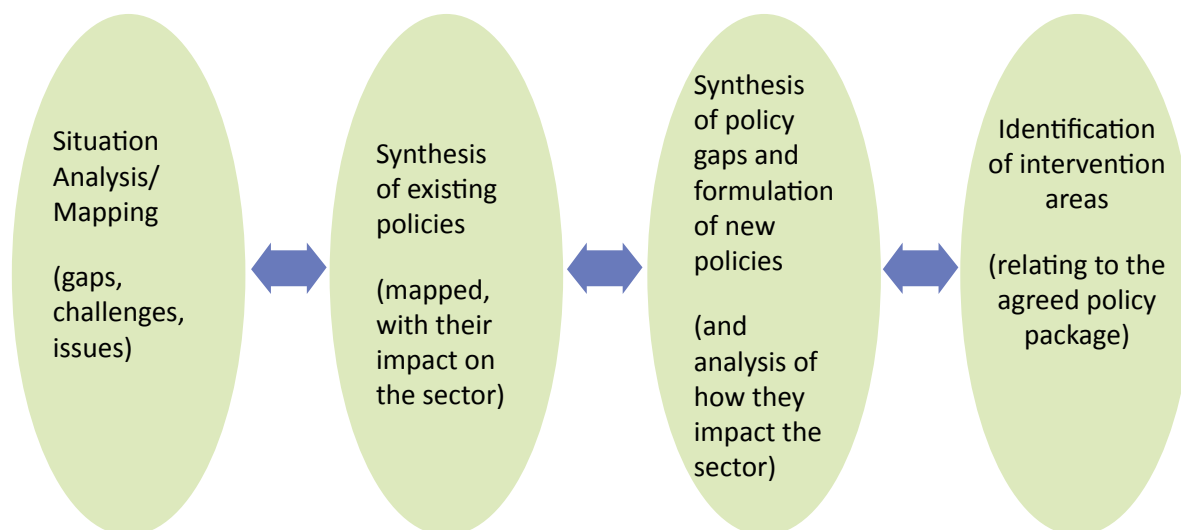 Situation
Analysis/
Mapping
(gaps,
challenges,
issues)
Synthesis
of existing
policies
(mapped,
with their
impact on
the sector)
Synthesis
of policy
gaps and
formulation
of new
policies
(and
analysis of
how they
impact the
sector)
Identification
of intervention
areas
(relating to the
agreed policy
package)